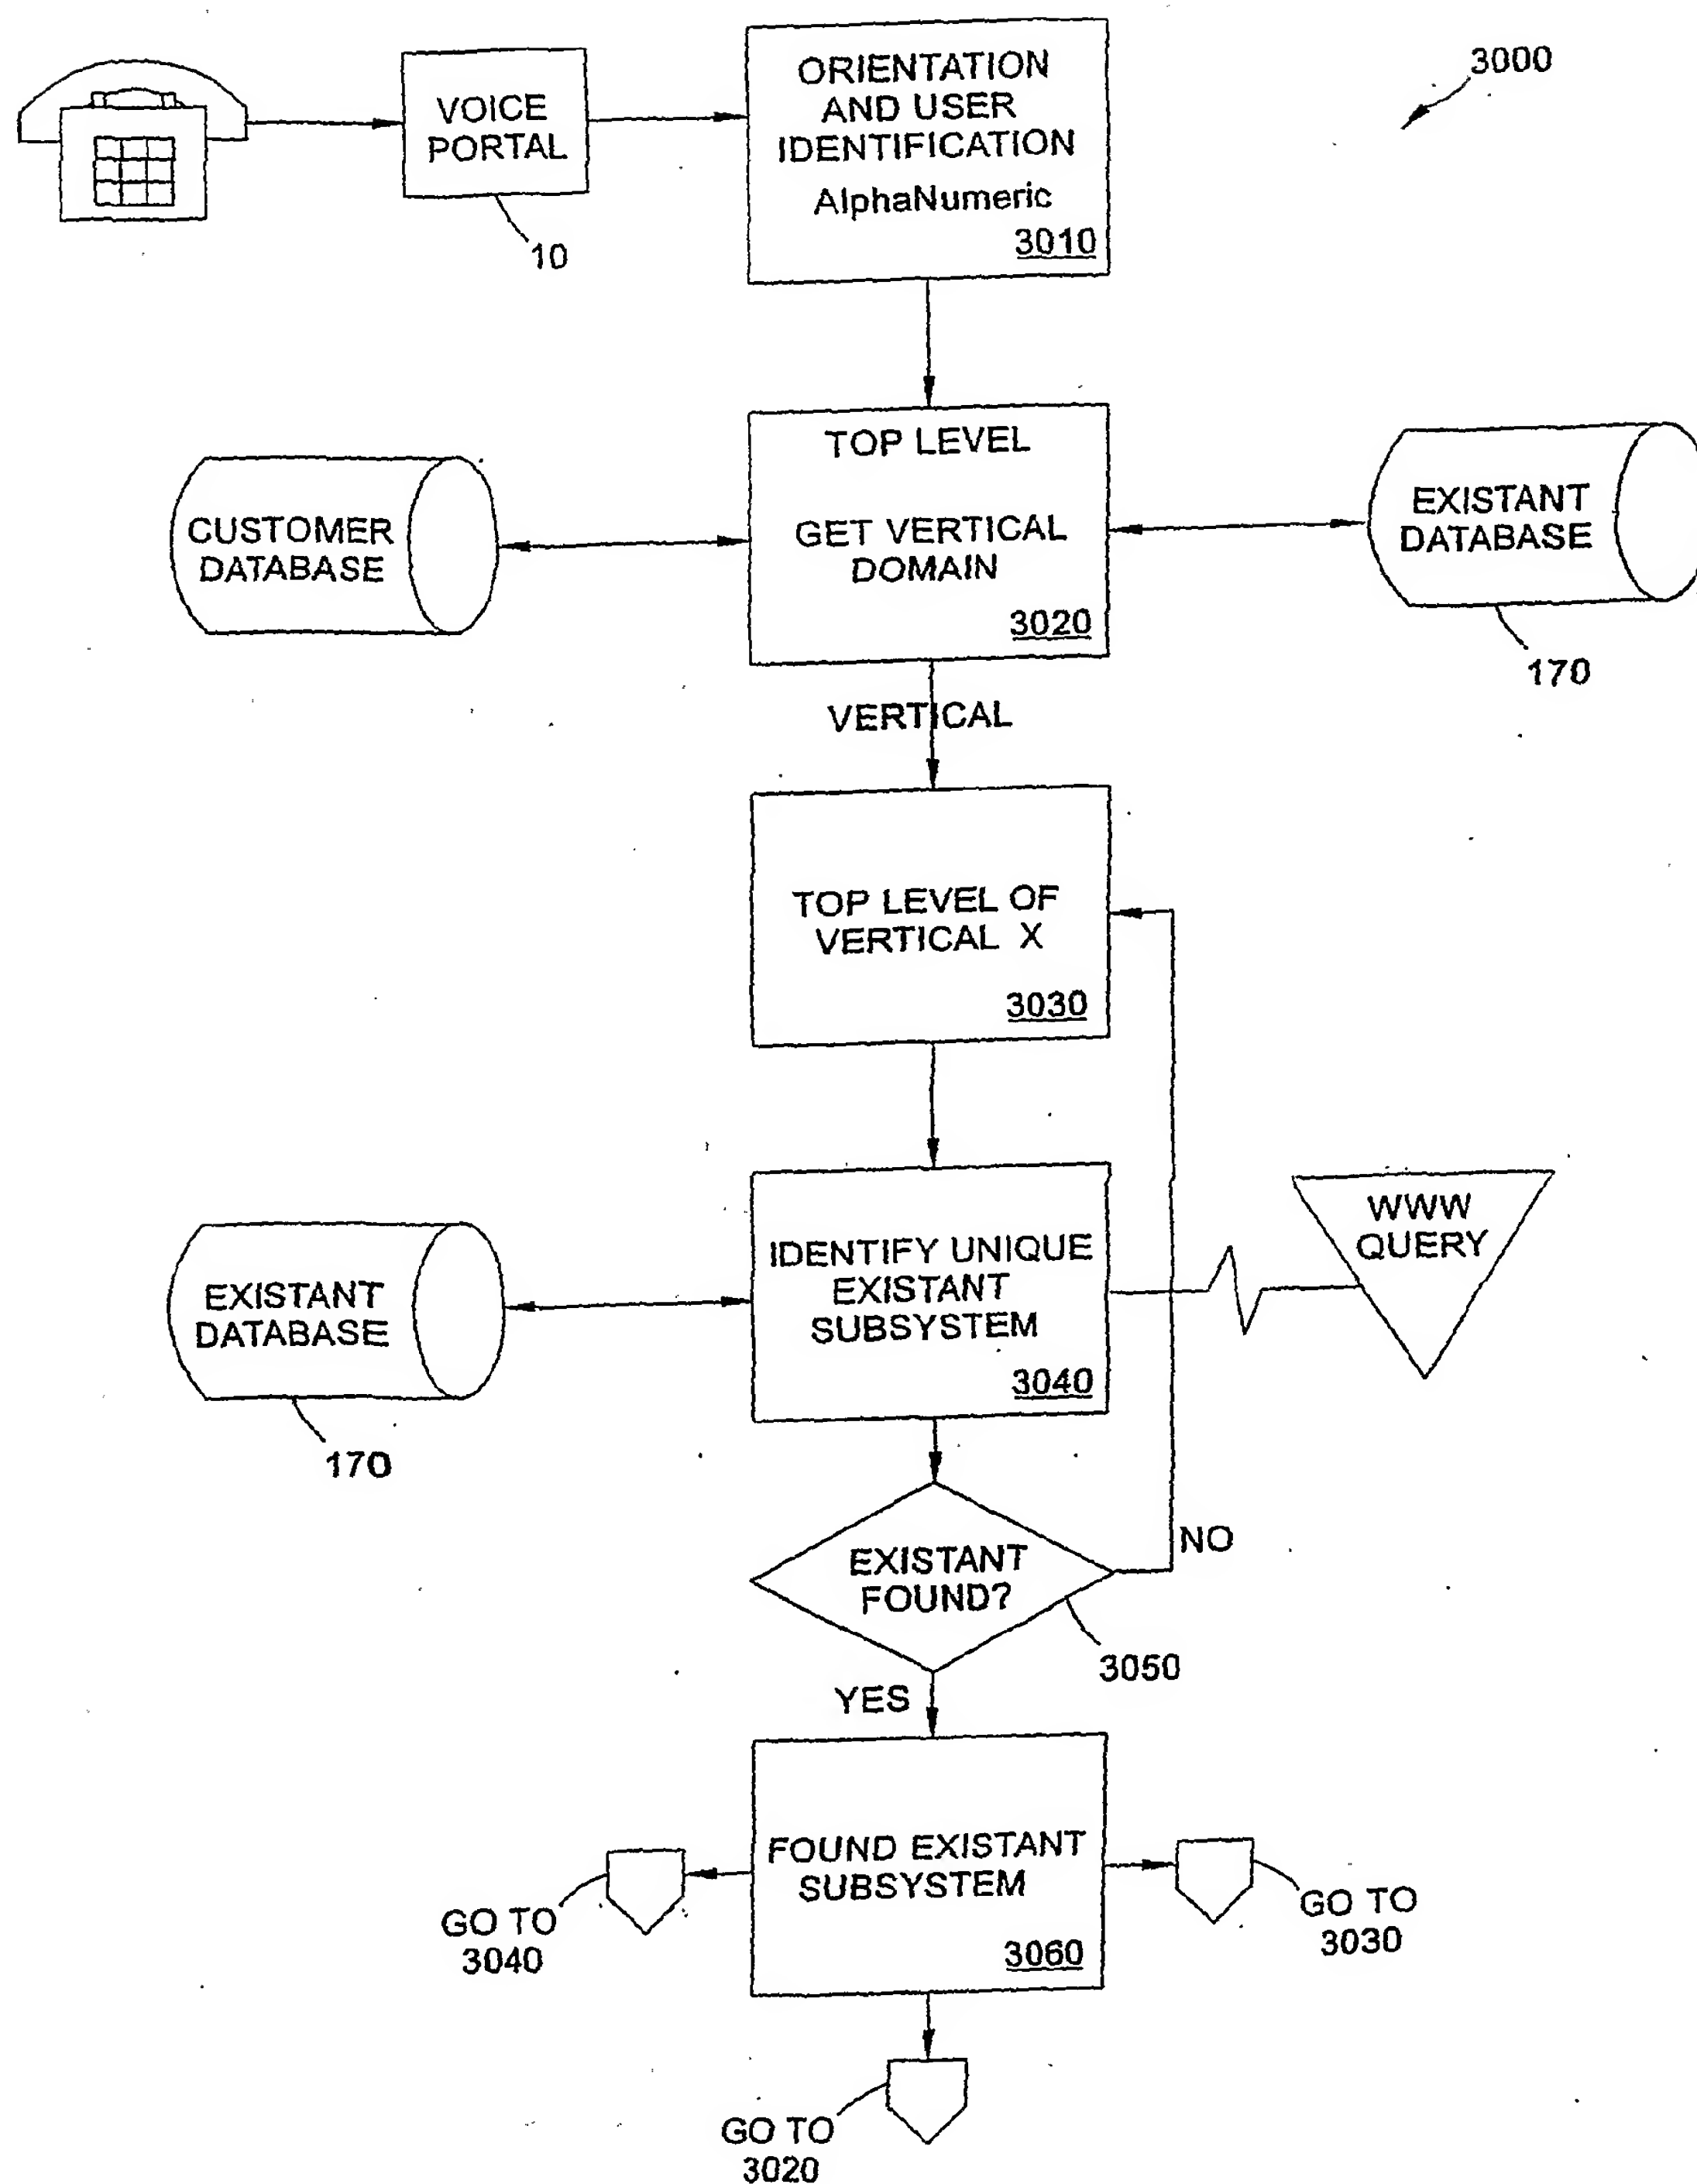 3000
VOICE
PORTAL
10
ORIENTATION
AND USER
IDENTIFICATION
AlphaNumeric
3010
CUSTOMER
DATABASE
TOP LEVEL
GET VERTICAL
DOMAIN
3020
EXISTANT
DATABASE
170
VERTICAL
TOP LEVEL OF
VERTICAL X
3030
EXISTANT
DATABASE
170
IDENTIFY UNIQUE
EXISTANT
SUBSYSTEM
3040
WWW
QUERY
EXISTANT
FOUND?
NO
3050
YES
FOUND EXISTANT
SUBSYSTEM
3060
GO TO
3040
GO TO
3030
GO TO
3020